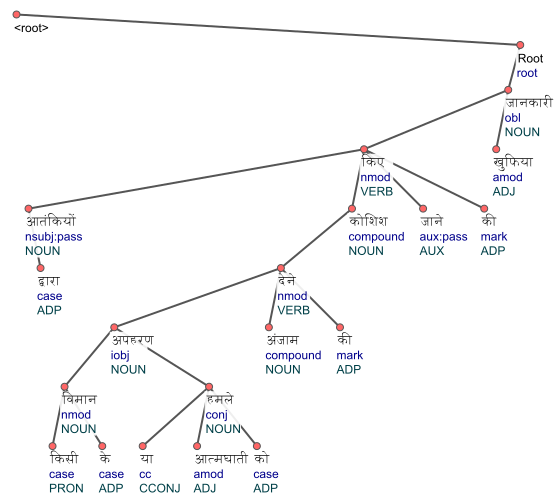 <root>
Root
root
जानकारी
obl
NOUN
किए
nmod
VERB
खुफिया
amod
ADJ
आतंकियों
nsubj:pass
NOUN
कोशिश
compound
NOUN
जाने
aux:pass
AUX
की
mark
ADP
द्वारा
case
ADP
देने
nmod
VERB
अपहरण
iobj
NOUN
अंजाम
compound
NOUN
की
mark
ADP
विमान
nmod
NOUN
हमले
conj
NOUN
किसी
case
PRON
के
case
ADP
या
cc
CCONJ
आत्मघाती
amod
ADJ
को
case
ADP